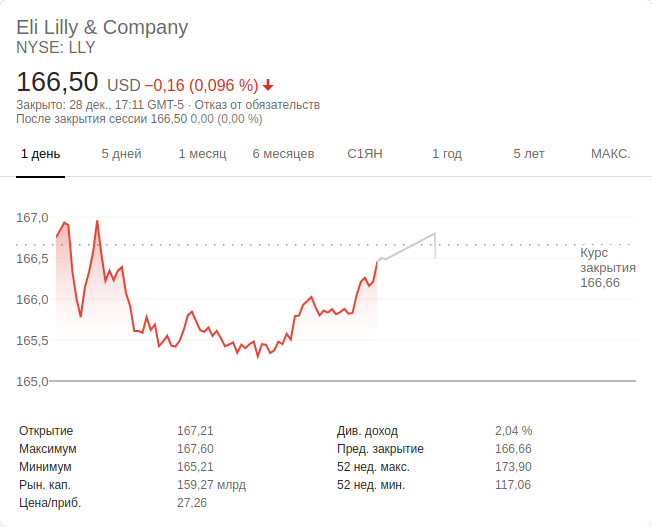 Eli Lilly & Company
NYSE: LLY
166,50 USD −0,16 (0,096 %)
Закрыто: 28 дек., 17:11 GMT-5 · Отказ от обязательств
После закрытия сессии 166,50 0,00 (0,00 %)
1 день 5 дней 1 месяц 6 месяцев С1ЯН 1 год 5 лет МАКС.
167,0
166,5
166,0
165,5
165,0
Курс
закрытия
166,66
Открытие 167,21
Максимум 167,60
Минимум 165,21
Рын. кап. 159,27 млрд
Цена/приб. 27,26
Див. доход 2,04 %
Пред. закрытие 166,66
52 нед. макс. 173,90
52 нед. мин. 117,06